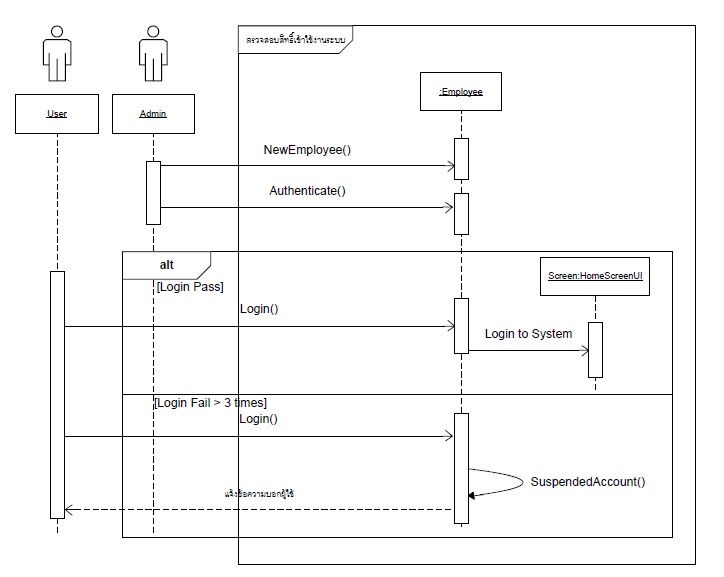 ตรวจสอบสิทธิ์เข้าใช้งานระบบ
:Employee
User
Admin
NewEmployee()
Authenticate()
alt
Screen:HomeScreenUI
[Login Pass]
Login()
Login to System
[Login Fail > 3 times]
Login()
SuspendedAccount()
แจ้งข้อความบอกผู้ใช้